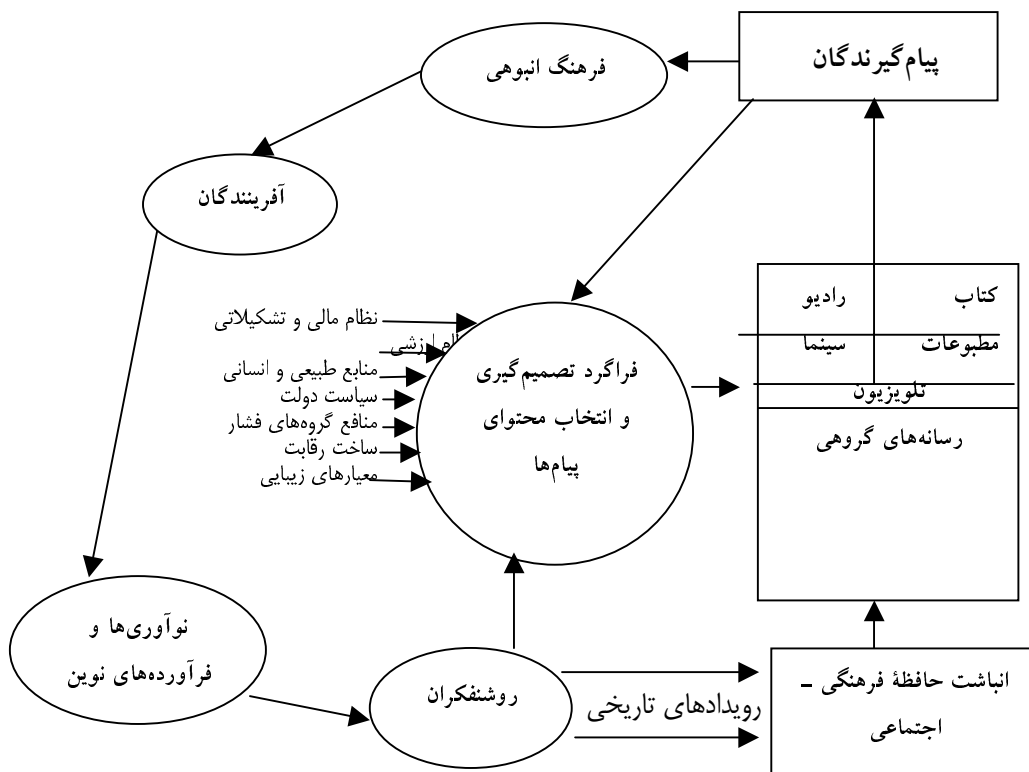 پیام‌گیرندگان
فرهنگ انبوهی
آفرینندگان
کتاب رادیو
مطبوعات سینما
تلویزیون
رسانه‌های گروهی
نظام مالی و تشکیلاتی
ارزشی
منابع طبیعی و انسانی
سیاست دولت
منافع گروه‌های فشار
ساخت رقابت
معیارهای زیبایی
فراگرد تصمیم‌گیری
و انتخاب محتوای
پیام‌ها
نوآوری‌ها و
فرآورده‌های نوین
روشنفکران
رویدادهای تاریخی
انباشت حافظهٔ فرهنگی –
اجتماعی